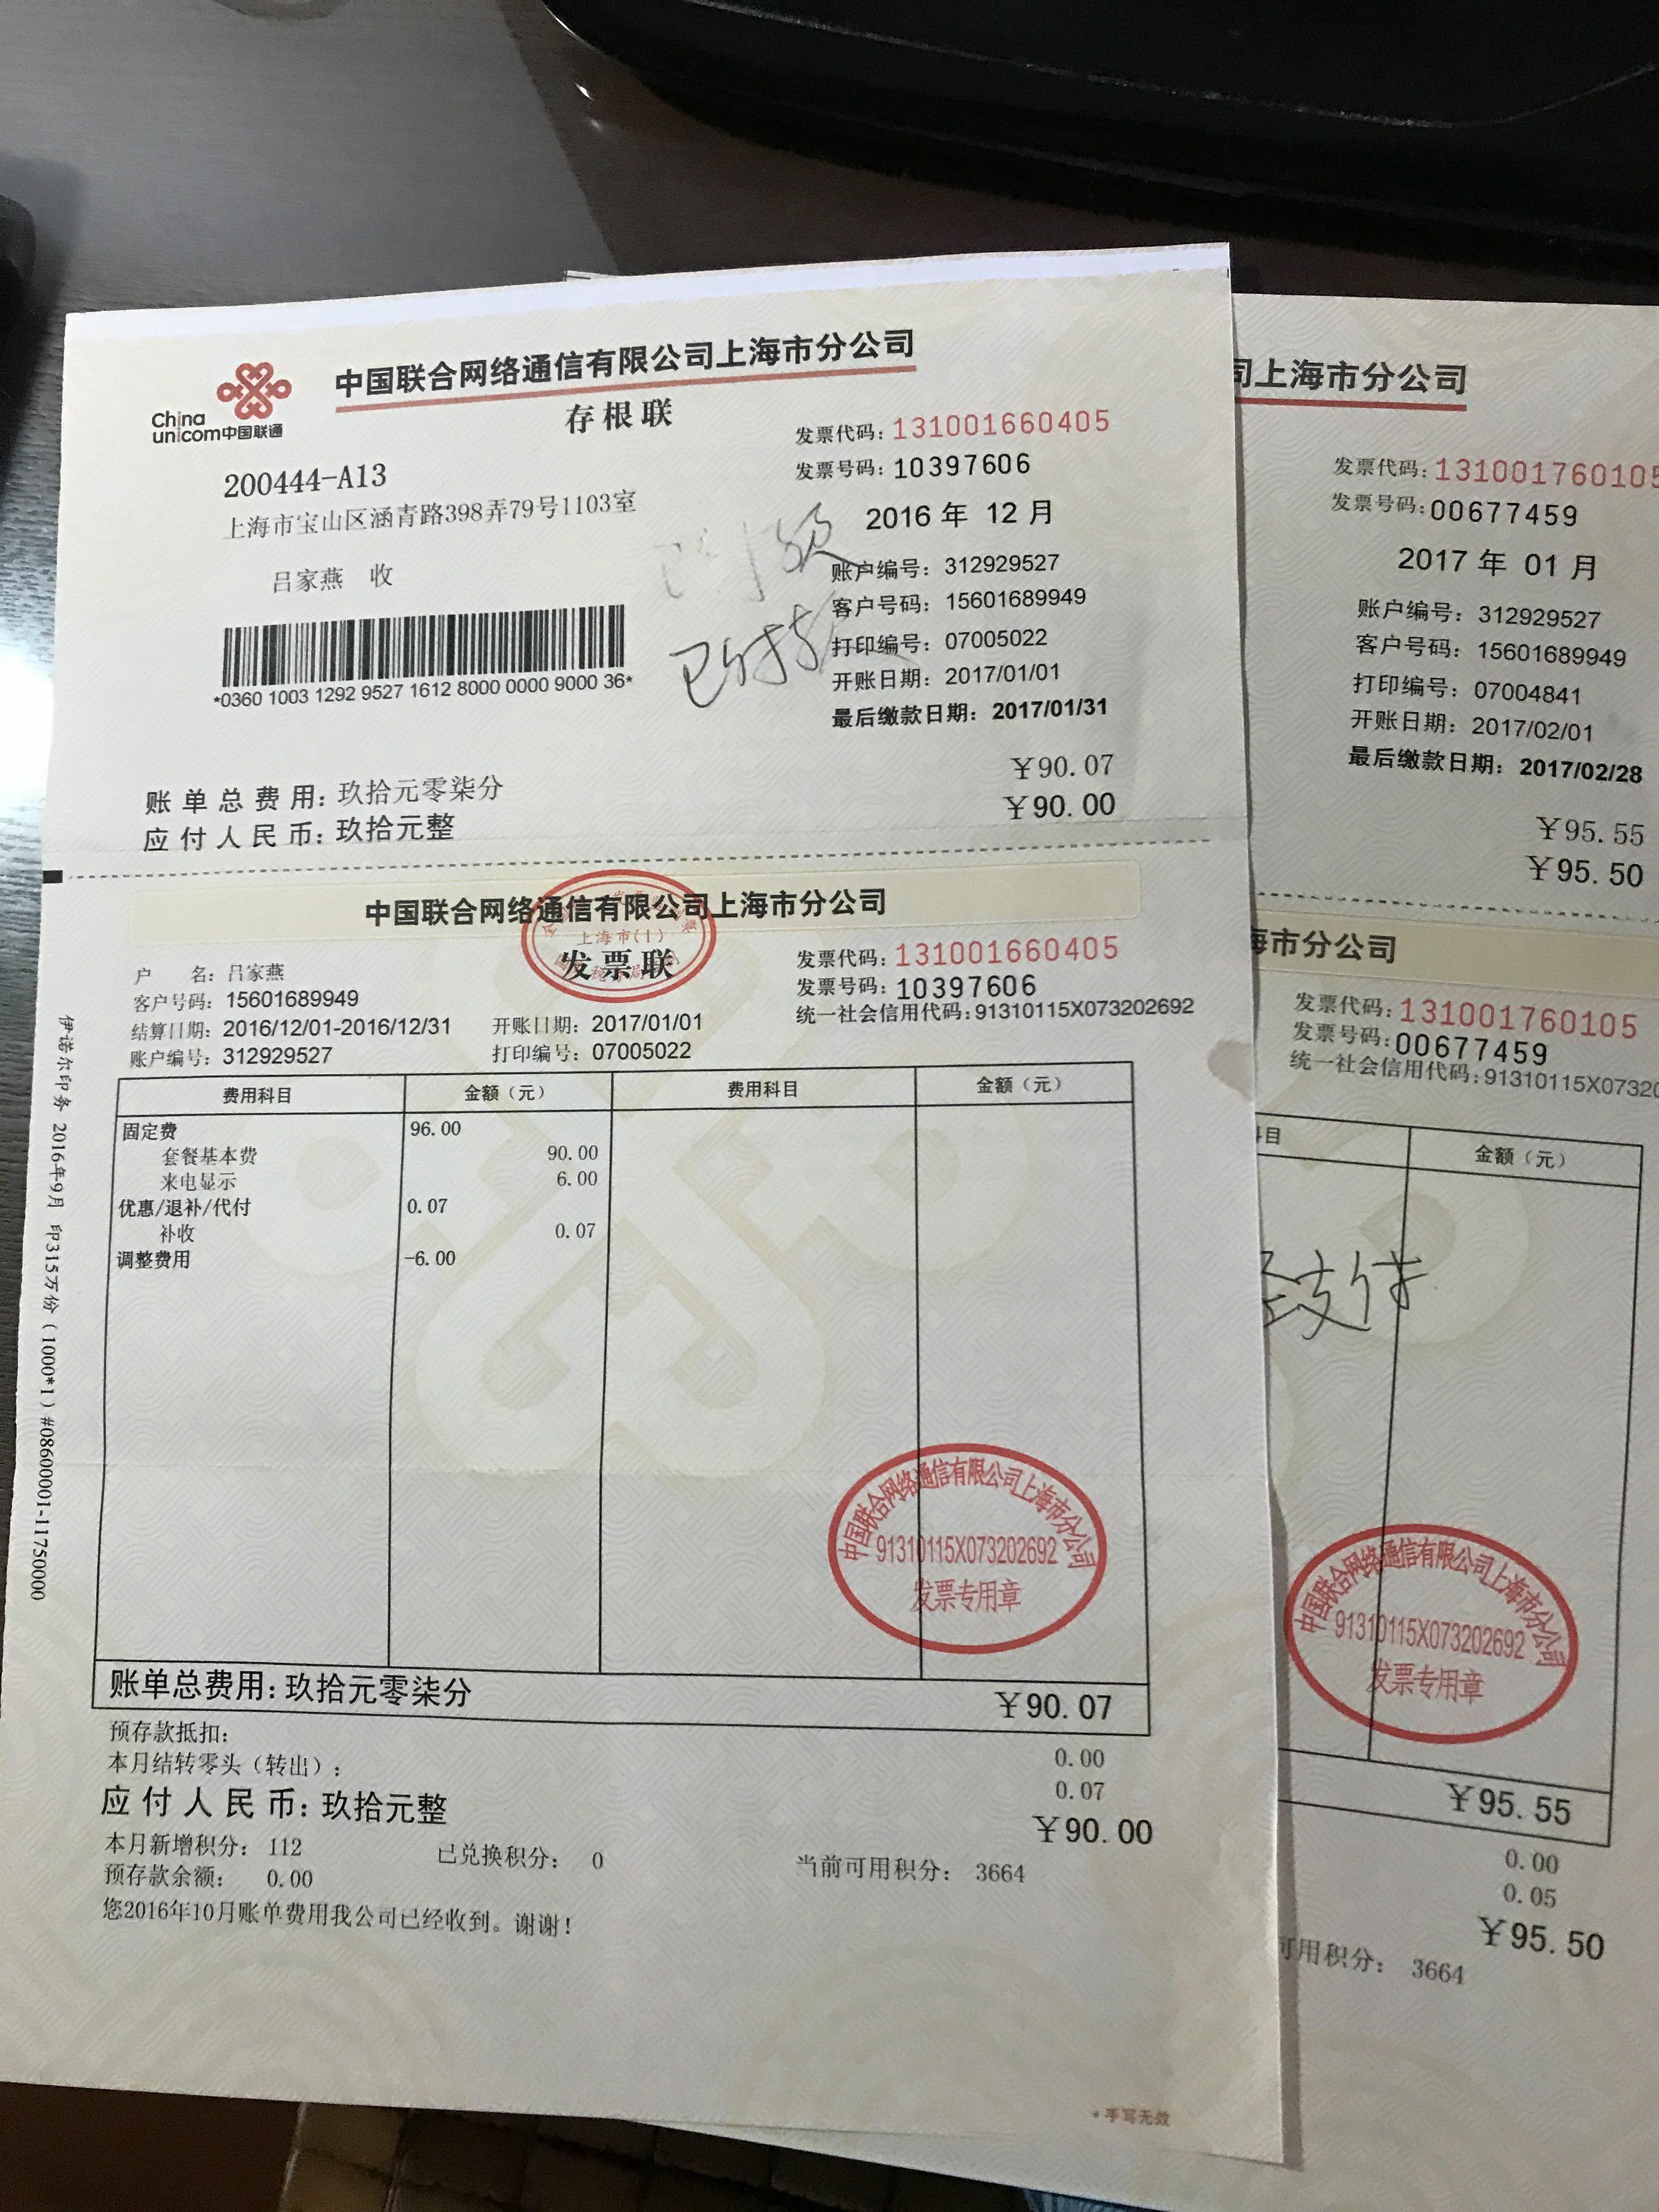 中国联合网络通信有限公司上海市分公司
China
unicom中国联通
存根联
发票代码:131001660405
发票号码:10397606
200444-A13
上海市宝山区涵青路398弄79号1103室
2016 年 12 月
吕家燕 收
账户编号: 312929527
客户号码: 15601689949
打印编号: 07005022
开账日期: 2017/01/01
最后缴款日期: 2017/01/31
*0360 1003 1292 9527 1612 8000 0000 9000 36*
账单总费用: 玖拾元零柒分 ¥90.07
应付人民币: 玖拾元整 ¥90.00
中国联合网络通信有限公司上海市分公司
上海市(1)
发票联
发票代码:131001660405
发票号码:10397606
统一社会信用代码:91310115X073202692
户 名: 吕家燕
客户号码: 15601689949
结算日期: 2016/12/01-2016/12/31 开账日期: 2017/01/01
账户编号: 312929527 打印编号: 07005022
费用科目 金额（元） 费用科目 金额（元）
固定费 96.00
套餐基本费 90.00
来电显示 6.00
优惠/退补/代付 0.07
补收 0.07
调整费用 -6.00
中国联合网络通信有限公司上海市分公司
91310115X073202692
发票专用章
账单总费用: 玖拾元零柒分 ¥90.07
预存款抵扣: 0.00
本月结转零头（转出）: 0.07
应付人民币: 玖拾元整 ¥90.00
本月新增积分: 112 已兑换积分: 0 当前可用积分: 3664
预存款余额: 0.00
您2016年10月账单费用我公司已经收到。谢谢!
*手写无效
伊诺尔印务 2016年9月 印315万份（1000*1）#08600001-11750000
司上海市分公司
发票代码:131001760105
发票号码:00677459
2017 年 01 月
账户编号: 312929527
客户号码: 15601689949
打印编号: 07004841
开账日期: 2017/02/01
最后缴款日期: 2017/02/28
¥95.55
¥95.50
海市分公司
发票代码:131001760105
发票号码:00677459
统一社会信用代码:91310115X07320
目 金额（元）
支付
中国联合网络通信有限公司上海市分公司
91310115X073202692
发票专用章
¥95.55
0.00
0.05
¥95.50
可用积分: 3664